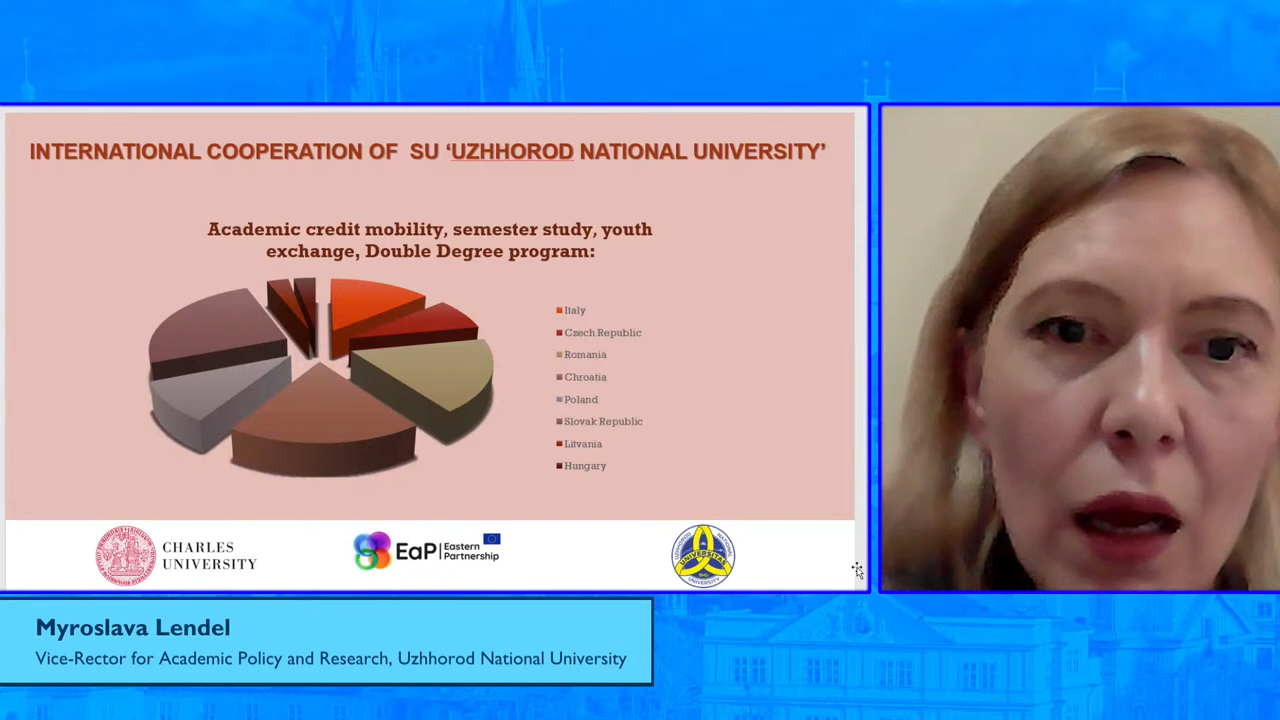 INTERNATIONAL COOPERATION OF SU ‘UZHHOROD NATIONAL UNIVERSITY’
Academic credit mobility, semester study, youth
exchange, Double Degree program:
Italy
Czech Republic
Romania
Chroatia
Poland
Slovak Republic
Litvania
Hungary
CHARLES
UNIVERSITY
EaP
Eastern
Partnership
UNIVERSITAS
Myroslava Lendel
Vice-Rector for Academic Policy and Research, Uzhhorod National University